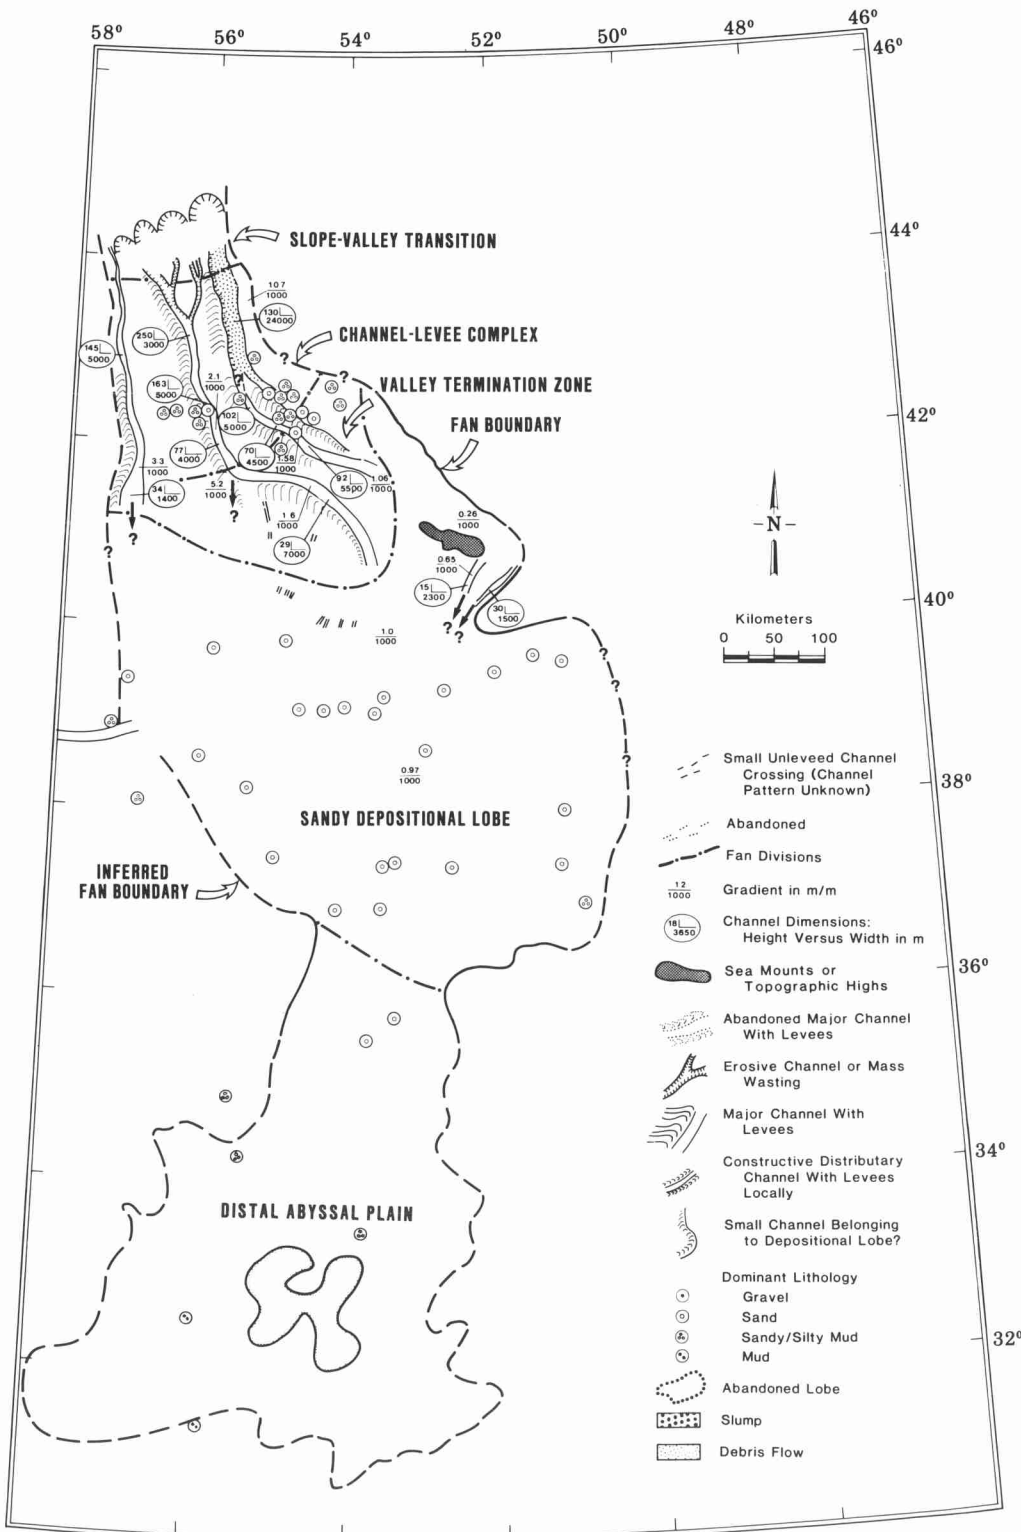 58° 56° 54° 52° 50° 48° 46°
46°
44°
42°
40°
38°
36°
34°
32°
SLOPE-VALLEY TRANSITION
107
1000
130
24000
CHANNEL-LEVEE COMPLEX
?
?
250
3000
145
5000
VALLEY TERMINATION ZONE
163
5000
2.1
1000
?
102
5000
FAN BOUNDARY
77
4000
70
4500
1.58
1000
92
5500
1.06
1000
3.3
1000
34
1400
5.2
1000
?
?
?
1 6
1000
29
7000
0.26
1000
0.65
1000
15
2300
30
1500
?
?
1.0
1000
?
?
?
0.97
1000
SANDY DEPOSITIONAL LOBE
INFERRED
FAN BOUNDARY
DISTAL ABYSSAL PLAIN
-N-
Kilometers
0 50 100
Small Unleveed Channel
Crossing (Channel
Pattern Unknown)
Abandoned
Fan Divisions
12
1000
Gradient in m/m
18
3650
Channel Dimensions:
Height Versus Width in m
Sea Mounts or
Topographic Highs
Abandoned Major Channel
With Levees
Erosive Channel or Mass
Wasting
Major Channel With
Levees
Constructive Distributary
Channel With Levees
Locally
Small Channel Belonging
to Depositional Lobe?
Dominant Lithology
Gravel
Sand
Sandy/Silty Mud
Mud
Abandoned Lobe
Slump
Debris Flow